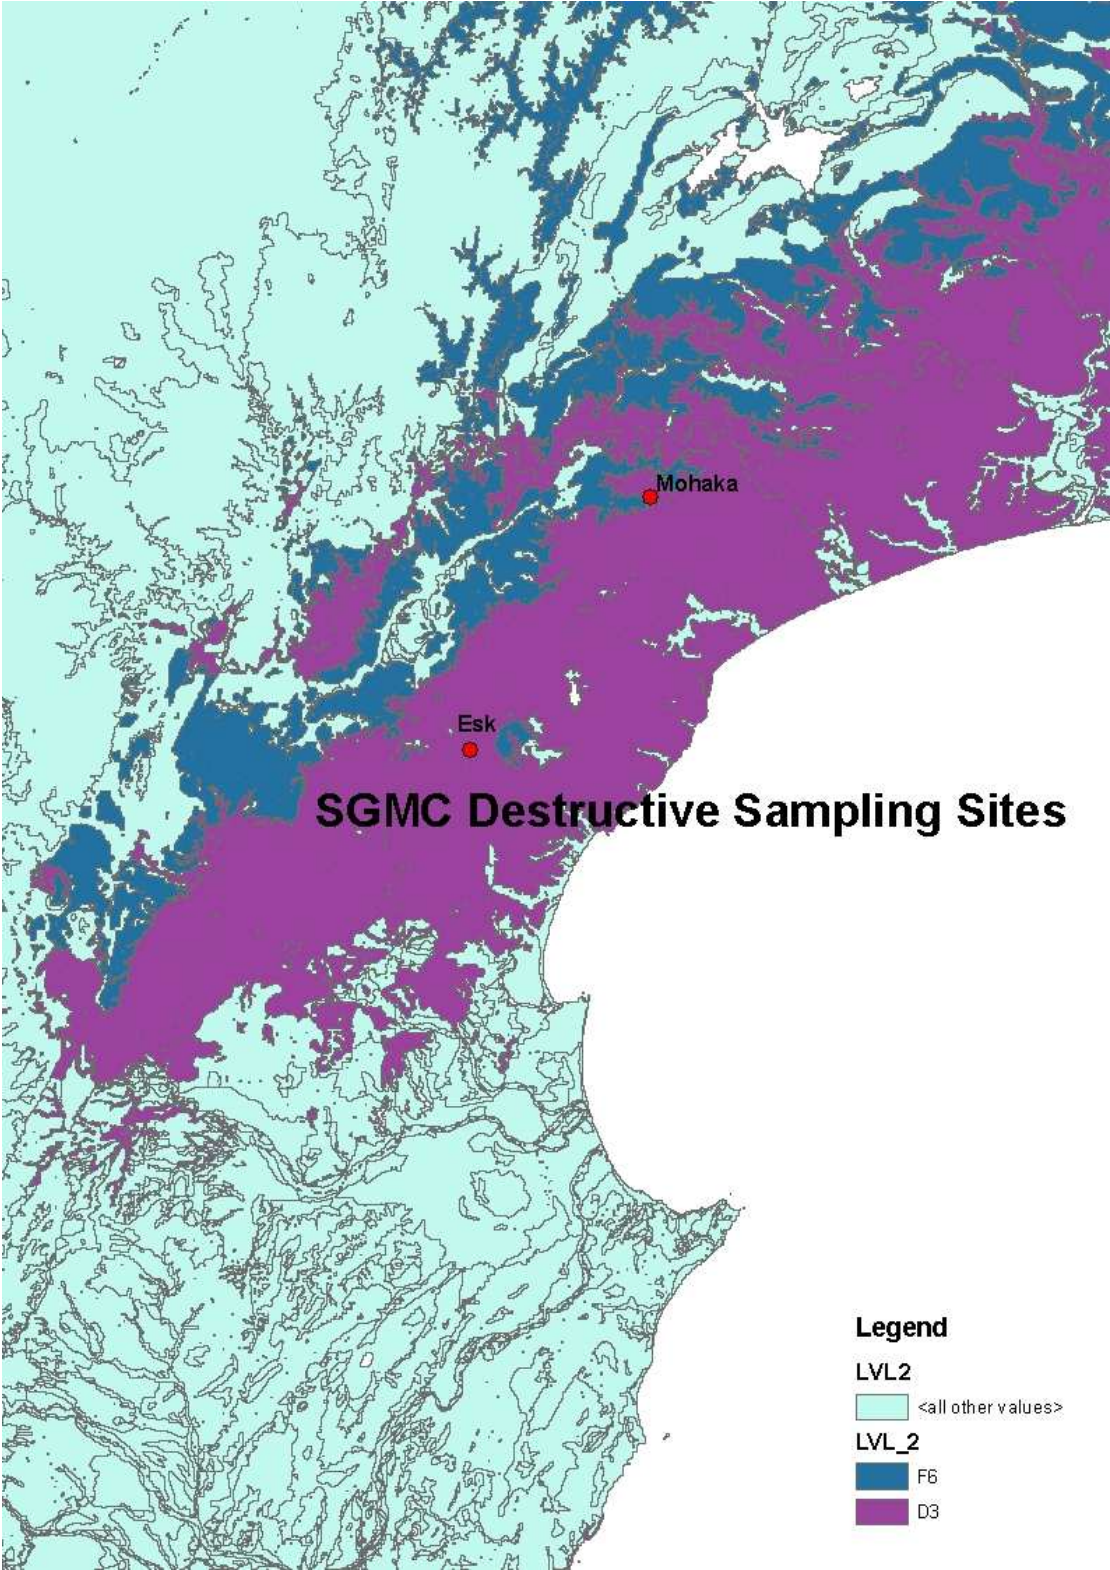 Mohaka
Esk
SGMC Destructive Sampling Sites
Legend
LVL2
<all other values>
LVL_2
F6
D3